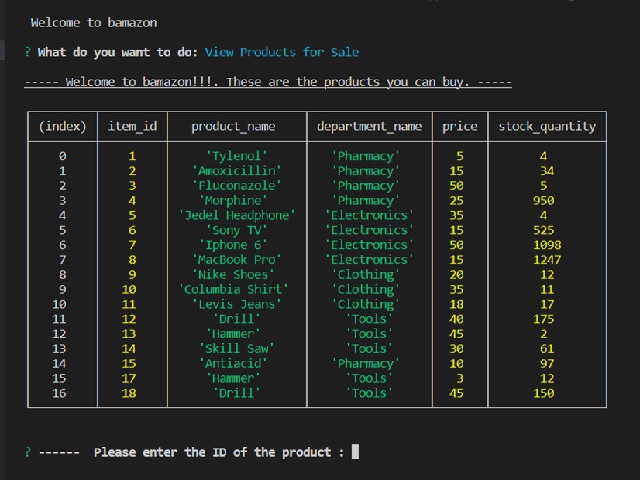 Welcome to bamazon
? What do you want to do: View Products for Sale
----- Welcome to bamazon!!!. These are the products you can buy. -----
(index) item_id product_name department_name price stock_quantity
0 1 'Tylenol' 'Pharmacy' 5 4
1 2 'Amoxicillin' 'Pharmacy' 15 34
2 3 'Fluconazole' 'Pharmacy' 50 5
3 4 'Morphine' 'Pharmacy' 25 950
4 5 'Jedel Headphone' 'Electronics' 35 4
5 6 'Sony TV' 'Electronics' 15 525
6 7 'Iphone 6' 'Electronics' 50 1098
7 8 'MacBook Pro' 'Electronics' 15 1247
8 9 'Nike Shoes' 'Clothing' 20 12
9 10 'Columbia Shirt' 'Clothing' 35 11
10 11 'Levis Jeans' 'Clothing' 18 17
11 12 'Drill' 'Tools' 40 175
12 13 'Hammer' 'Tools' 45 2
13 14 'Skill Saw' 'Tools' 30 61
14 15 'Antiacid' 'Pharmacy' 10 97
15 17 'Hammer' 'Tools' 3 12
16 18 'Drill' 'Tools' 45 150
? ------ Please enter the ID of the product :